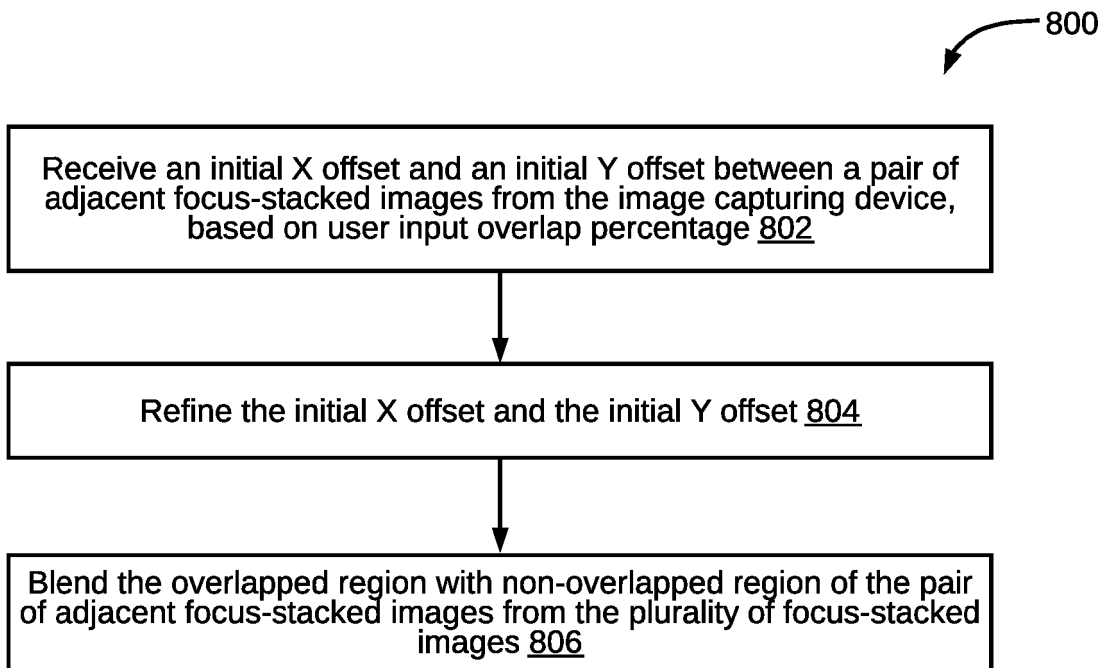 800
Receive an initial X offset and an initial Y offset between a pair of
adjacent focus-stacked images from the image capturing device,
based on user input overlap percentage 802
Refine the initial X offset and the initial Y offset 804
Blend the overlapped region with non-overlapped region of the pair
of adjacent focus-stacked images from the plurality of focus-stacked
images 806